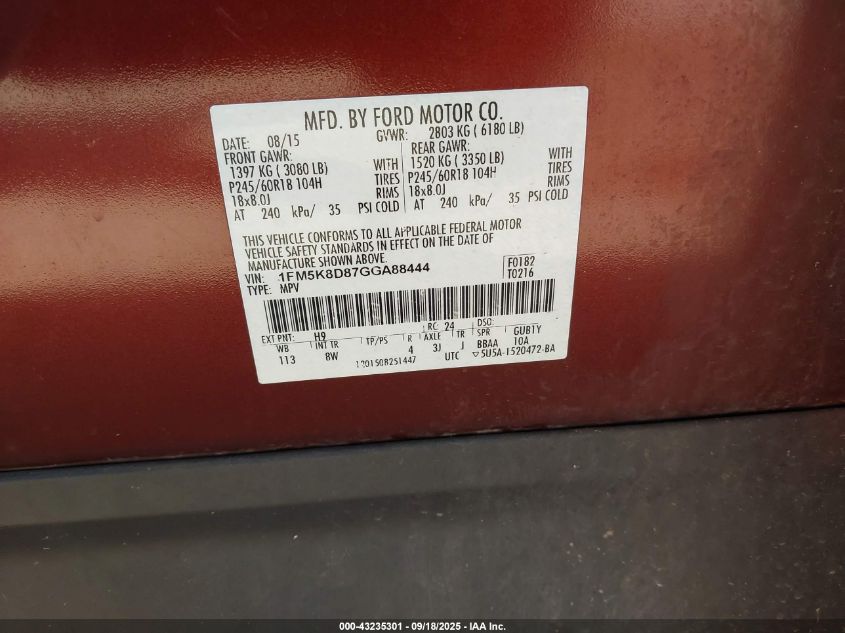 MFD. BY FORD MOTOR CO.
DATE: 08/15 GVWR: 2803 KG ( 6180 LB)
FRONT GAWR: REAR GAWR:
1397 KG ( 3080 LB) WITH 1520 KG ( 3350 LB) WITH
P245/60R18 104H TIRES P245/60R18 104H TIRES
18x8.0J RIMS 18x8.0J RIMS
AT 240 kPa/ 35 PSI COLD AT 240 kPa/ 35 PSI COLD
THIS VEHICLE CONFORMS TO ALL APPLICABLE FEDERAL MOTOR
VEHICLE SAFETY STANDARDS IN EFFECT ON THE DATE OF
MANUFACTURE SHOWN ABOVE.
VIN: 1FM5K8D87GGA88444 F0182
TYPE: MPV T0216
EXT PNT: H9 RC: 24 DSO:
WB INT TR TP/PS R AXLE TR SPR GUBTY
113 8W 4 3J J BBAA 10A
UTC ▽5U5A-1520472-BA
000-43235301 - 09/18/2025 - IAA Inc.